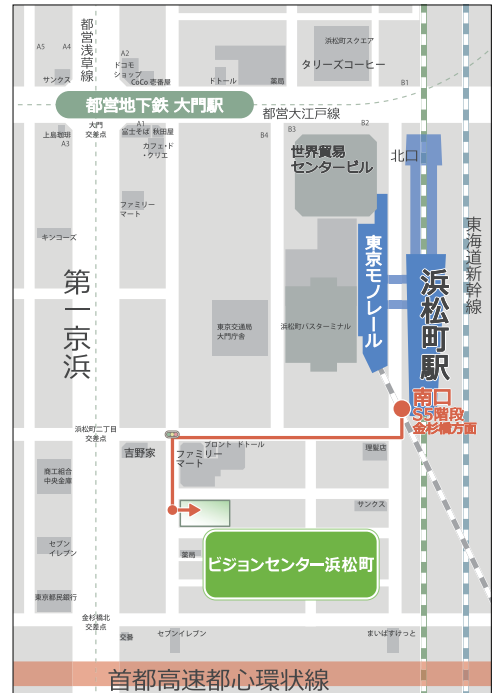 都営浅草線
A5
A4
A2
サンクス
ドコモ
ショップ
CoCo 壱番屋
ドトール
薬局
浜松町スクエア
タリーズコーヒー
B1
都営地下鉄 大門駅
都営大江戸線
大門
交差点
上島珈琲
A3
A1
富士そば
秋田屋
カフェ・ド
・クリエ
B4
B3
B2
世界貿易
センタービル
北口
ファミリー
マート
キンコーズ
東京モノレール
東海道新幹線
第一京浜
浜松町駅
東京交通局
大門庁舎
浜松町バスターミナル
南口
S5階段
金杉橋方面
浜松町二丁目
交差点
吉野家
フロント
ドトール
ファミリー
マート
理髪店
商工組合
中央金庫
サンクス
セブン
イレブン
薬局
ビジョンセンター浜松町
東京都民銀行
金杉橋北
交差点
交番
セブンイレブン
まいばすけっと
首都高速都心環状線